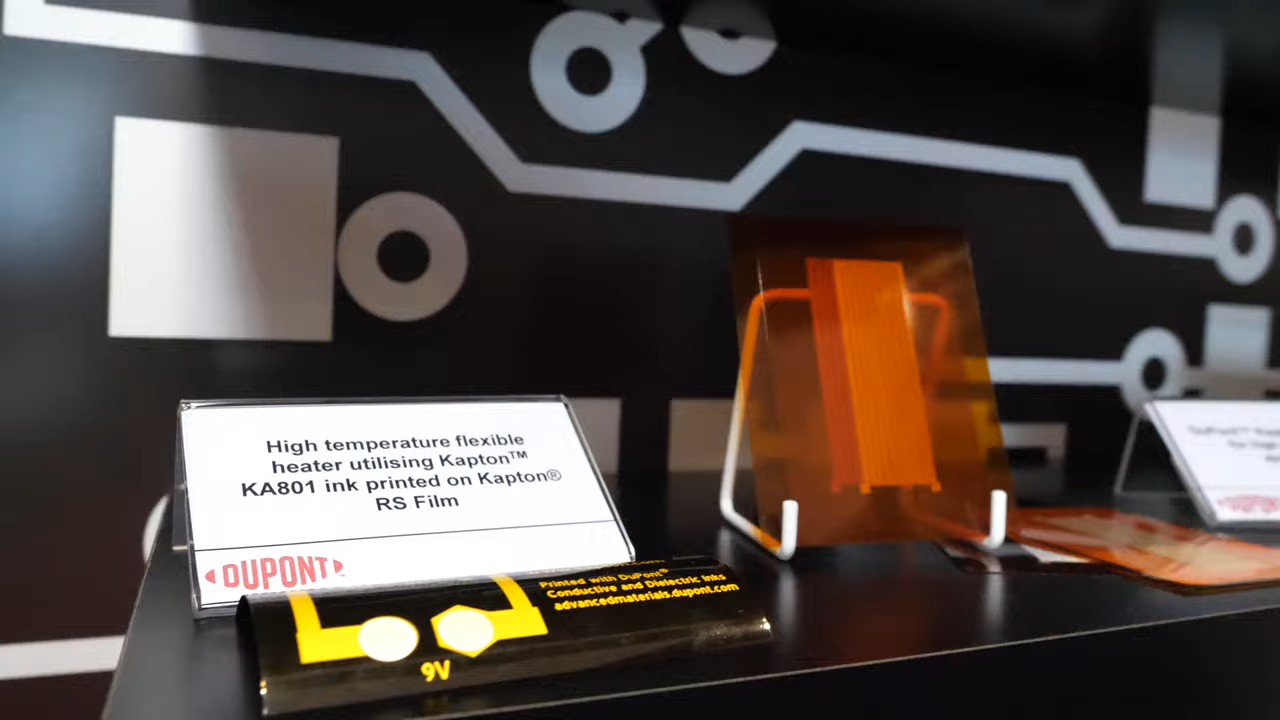 High temperature flexible
heater utilising Kapton™
KA801 ink printed on Kapton®
RS Film
DUPONT
Printed with DuPont®
Conductive and Dielectric Inks
advancedmaterials.dupont.com
9V
DuPont™